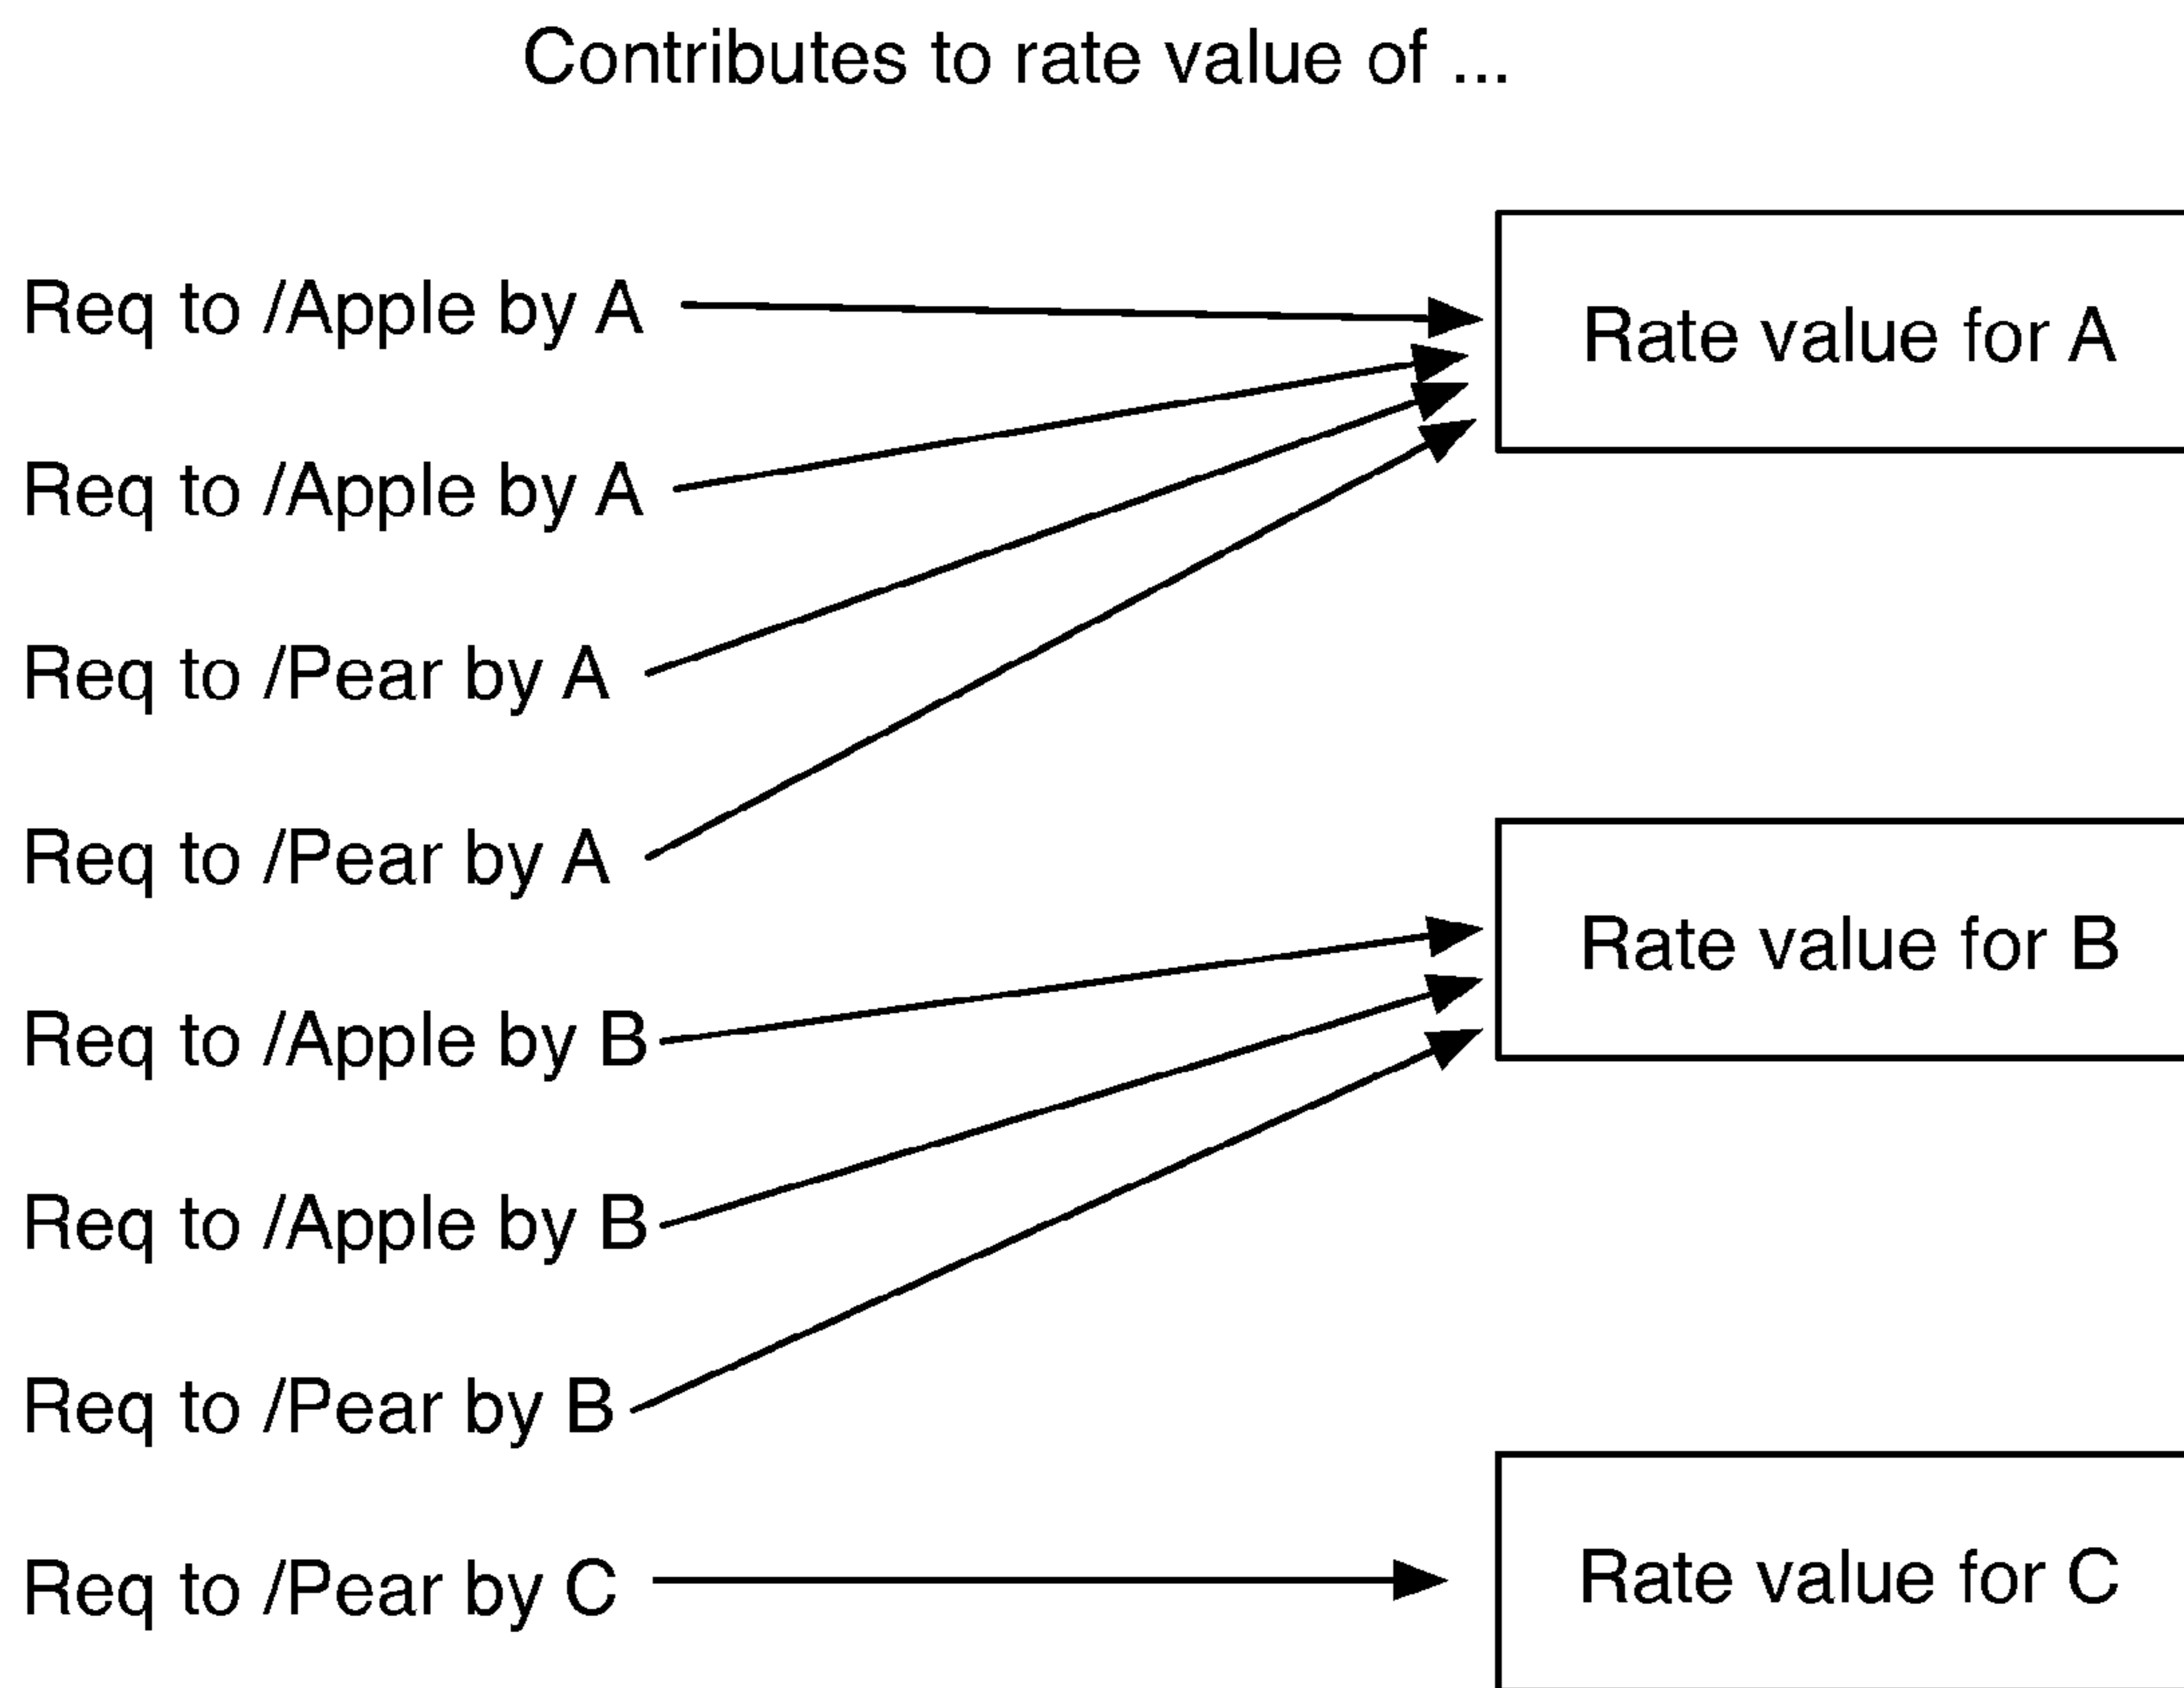 Contributes to rate value of ...
Req to /Apple by A
Rate value for A
Req to /Apple by A
Req to /Pear by A
Req to /Pear by A
Rate value for B
Req to /Apple by B
Req to /Apple by B
Req to /Pear by B
Req to /Pear by C
Rate value for C